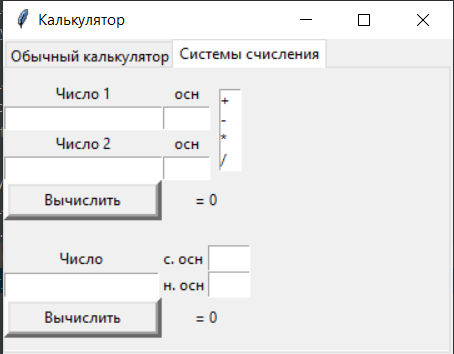 Калькулятор
Обычный калькулятор Системы счисления
Число 1 осн
+
-
Число 2 осн
*
/
Вычислить = 0
Число с. осн
н. осн
Вычислить = 0